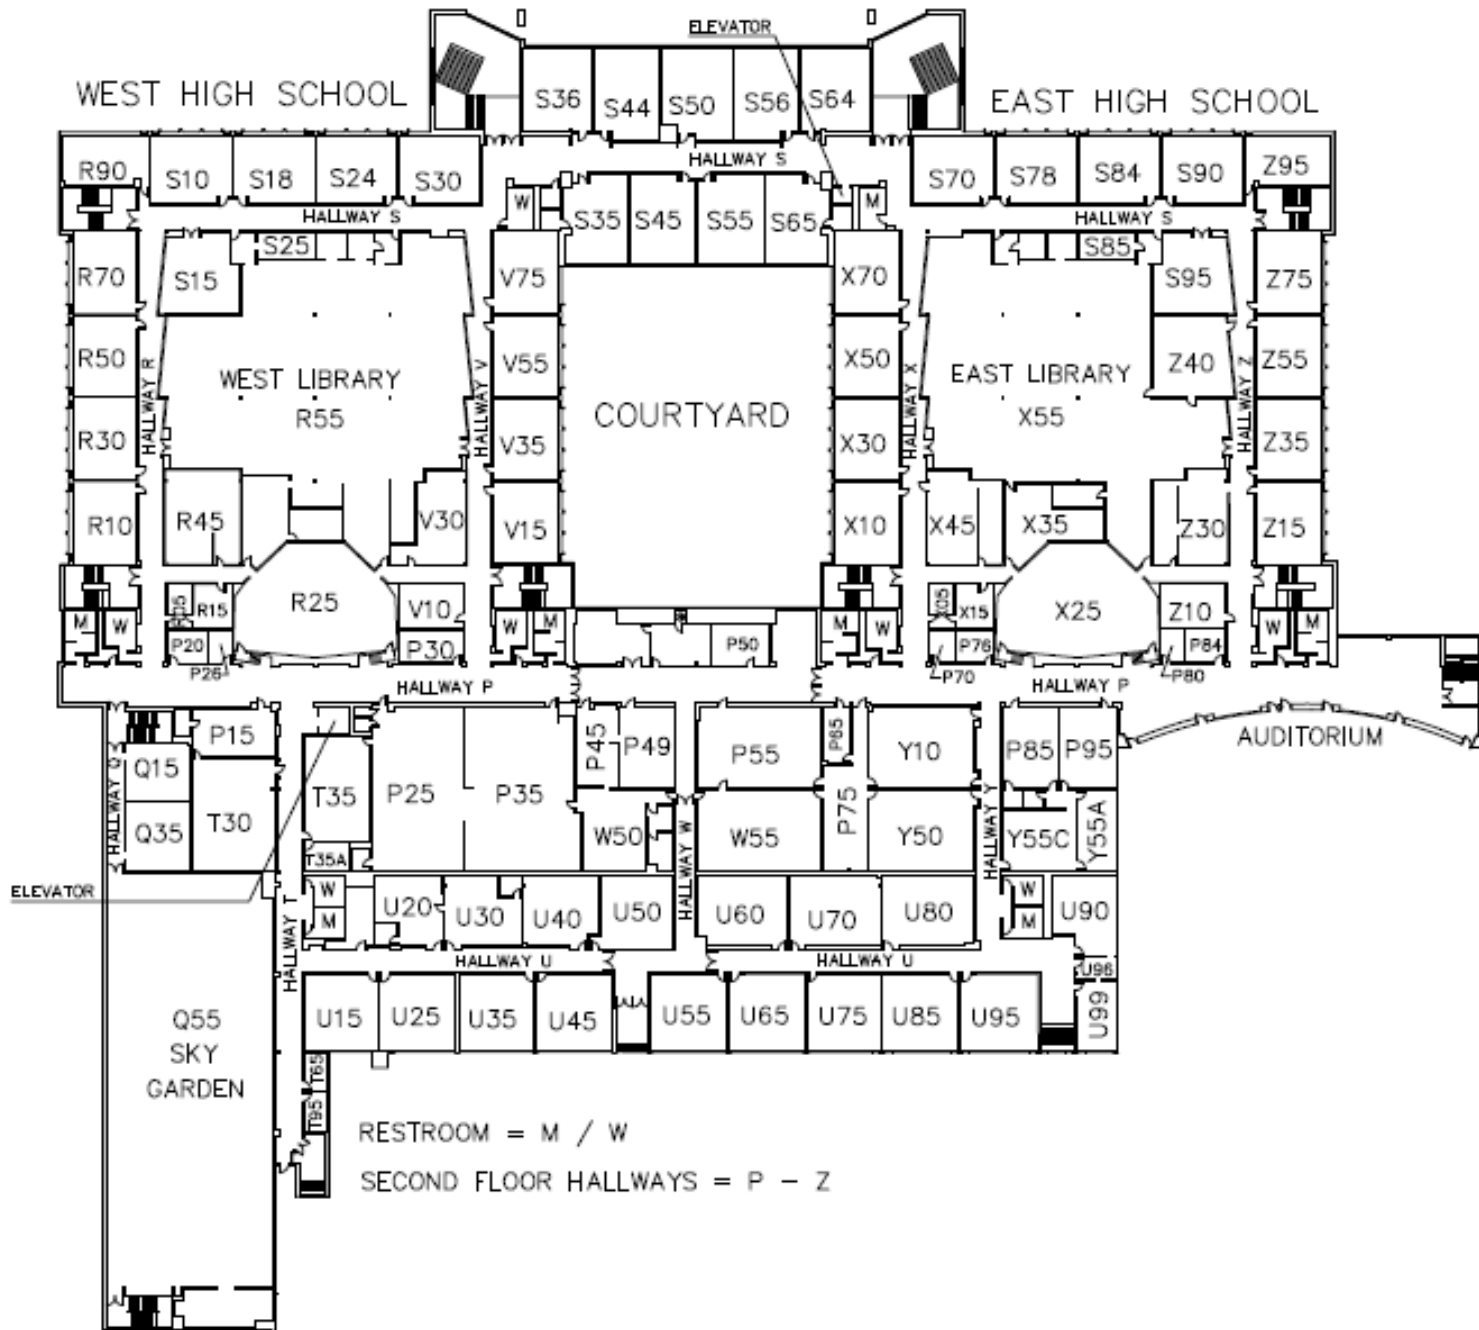 ELEVATOR
WEST HIGH SCHOOL
EAST HIGH SCHOOL
S36
S44
S50
S56
S64
HALLWAY S
R90
S10
S18
S24
S30
S70
S78
S84
S90
Z95
HALLWAY S
W
S35
S45
S55
S65
M
HALLWAY S
R70
S15
S25
V75
X70
S85
S95
Z75
R50
HALLWAY R
WEST LIBRARY
R55
HALLWAY V
V55
COURTYARD
X50
HALLWAY X
EAST LIBRARY
X55
Z40
HALLWAY Z
Z55
R30
V35
X30
Z35
R10
R45
V30
V15
X10
X45
X35
Z30
Z15
R05
R15
R25
V10
X05
X15
X25
Z10
M
W
P20
P26
P30
W
M
P50
M
W
P70
P76
P80
P84
W
M
HALLWAY P
HALLWAY P
AUDITORIUM
P15
P45
P49
P55
P65
Y10
P85
P95
HALLWAY Q
Q15
Q35
T30
T35
T35A
P25
P35
W50
HALLWAY W
W55
P75
Y50
HALLWAY Y
Y55C
Y55A
ELEVATOR
HALLWAY T
W
M
U20
U30
U40
U50
U60
U70
U80
W
M
U90
HALLWAY U
HALLWAY U
U96
U99
U15
U25
U35
U45
U55
U65
U75
U85
U95
Q55
SKY
GARDEN
T65
T95
RESTROOM = M / W
SECOND FLOOR HALLWAYS = P - Z